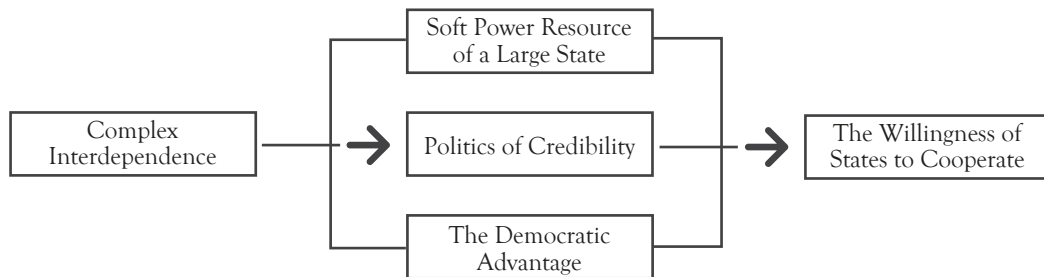 Soft Power Resource
of a Large State
Complex
Interdependence
Politics of Credibility
The Willingness of
States to Cooperate
The Democratic
Advantage